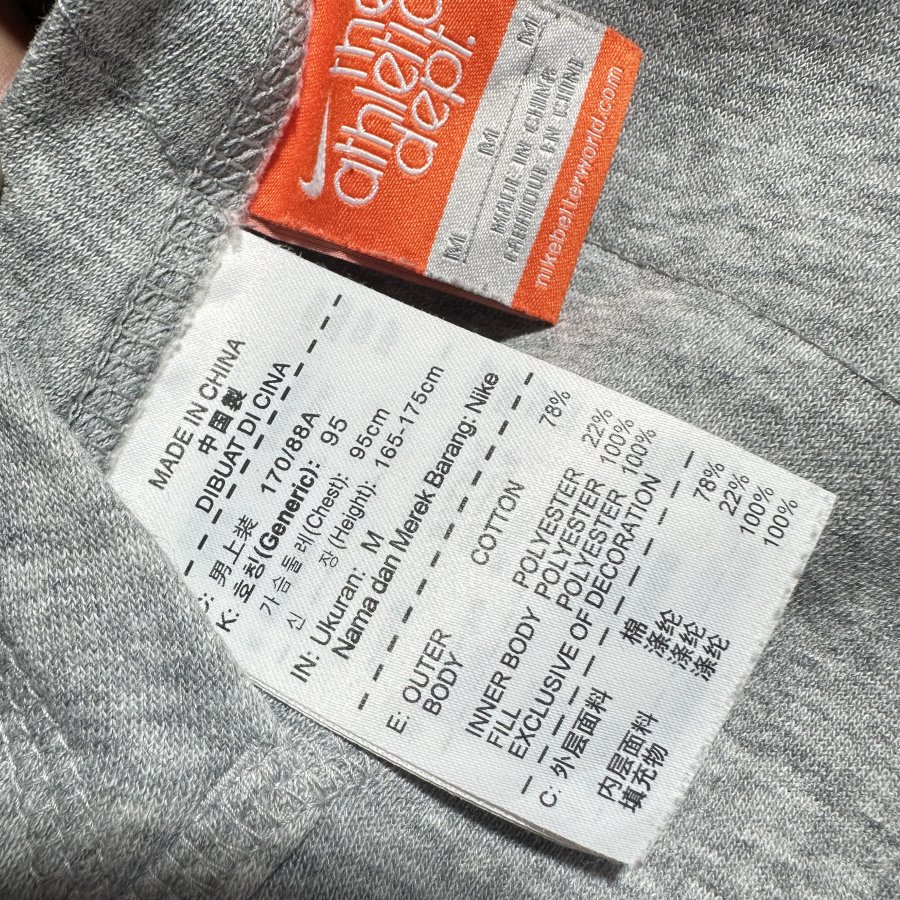 the
athletic
dept.
M M M
MADE IN CHINA
FABRIQUÉ EN CHINE
nikebetterworld.com
MADE IN CHINA
中国製
DIBUAT DI CINA
男上装 170/88A
K: 호칭(Generic): 95
가슴둘레(Chest): 95cm
신 장(Height): 165-175cm
IN: Ukuran: M
Nama dan Merek Barang: Nike
E: OUTER COTTON 78%
BODY
POLYESTER 22%
INNER BODY POLYESTER 100%
FILL POLYESTER 100%
EXCLUSIVE OF DECORATION
C: 外层面料 棉 78%
涤纶 22%
内层面料 涤纶 100%
填充物 涤纶 100%